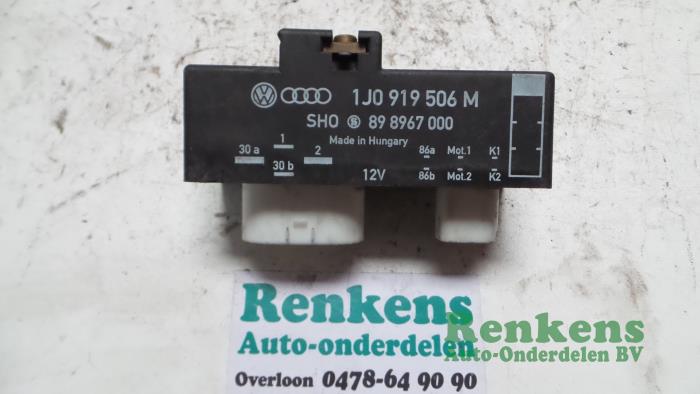 1J0 919 506 M
SHO S 89 8967 000
Made in Hungary
30 a 1 2 86a Mot.1 K1
30 b 12V 86b Mot.2 K2
Renkens
Auto-onderdelen
Overloon 0478-64 90 90
Renkens
Auto-Onderdelen BV